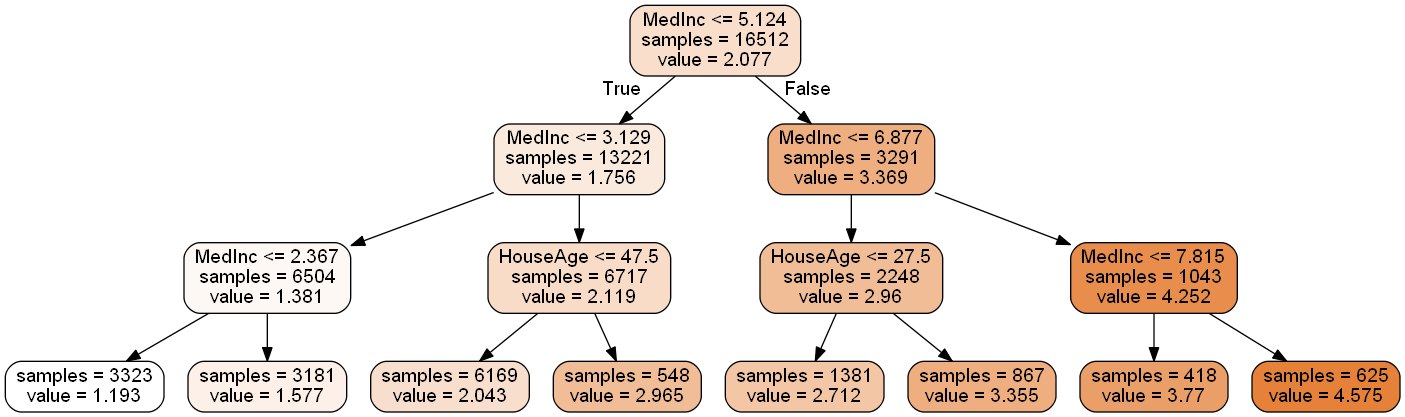 MedInc <= 5.124
samples = 16512
value = 2.077
True
False
MedInc <= 3.129
samples = 13221
value = 1.756
MedInc <= 6.877
samples = 3291
value = 3.369
MedInc <= 2.367
samples = 6504
value = 1.381
HouseAge <= 47.5
samples = 6717
value = 2.119
HouseAge <= 27.5
samples = 2248
value = 2.96
MedInc <= 7.815
samples = 1043
value = 4.252
samples = 3323
value = 1.193
samples = 3181
value = 1.577
samples = 6169
value = 2.043
samples = 548
value = 2.965
samples = 1381
value = 2.712
samples = 867
value = 3.355
samples = 418
value = 3.77
samples = 625
value = 4.575